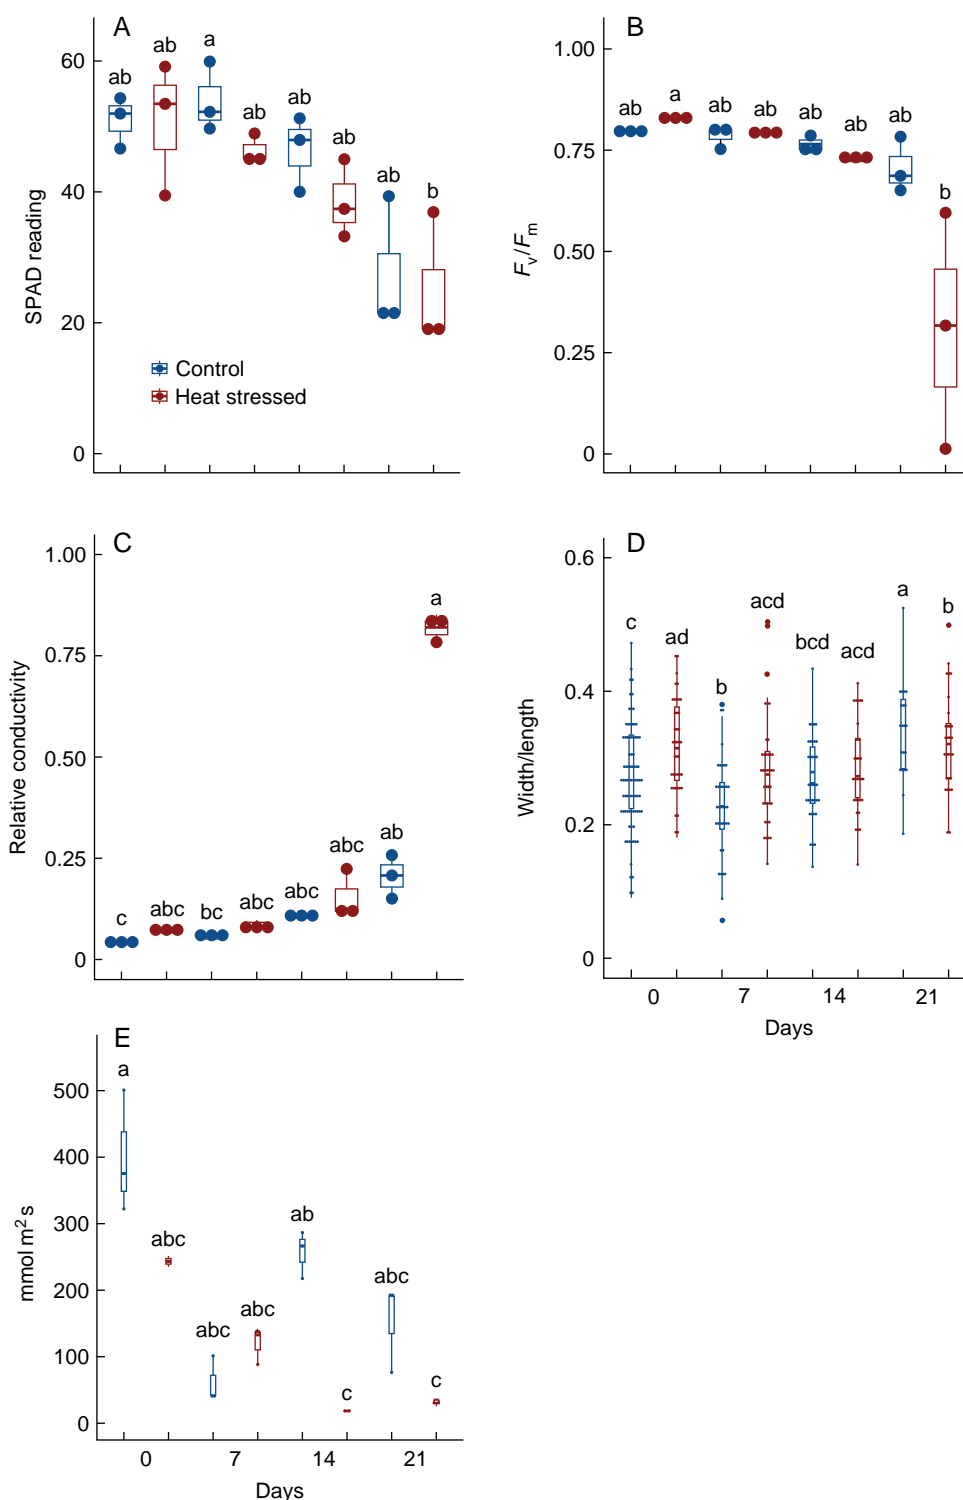 A
B
a
ab
ab
ab
ab
ab
ab
b
60
40
20
0
SPAD reading
Control
Heat stressed
ab
a
ab
ab
ab
ab
ab
b
1.00
0.75
0.50
0.25
0
Fv/Fm
C
D
1.00
0.75
0.50
0.25
0
Relative conductivity
c
abc
bc
abc
abc
abc
ab
a
0.6
0.4
0.2
0
Width/length
c
ad
b
acd
bcd
acd
a
b
0 7 14 21
Days
E
500
400
300
200
100
0
mmol m² s
a
abc
abc
abc
ab
c
abc
c
0 7 14 21
Days